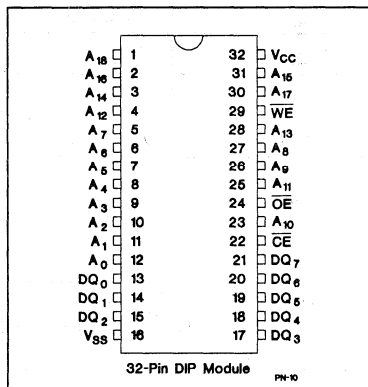 A18 1 32 VCC
A16 2 31 A15
A14 3 30 A17
A12 4 29 WE
A7 5 28 A13
A6 6 27 A8
A5 7 26 A9
A4 8 25 A11
A3 9 24 OE
A2 10 23 A10
A1 11 22 CE
A0 12 21 DQ7
DQ0 13 20 DQ6
DQ1 14 19 DQ5
DQ2 15 18 DQ4
VSS 16 17 DQ3
32-Pin DIP Module
PN-10